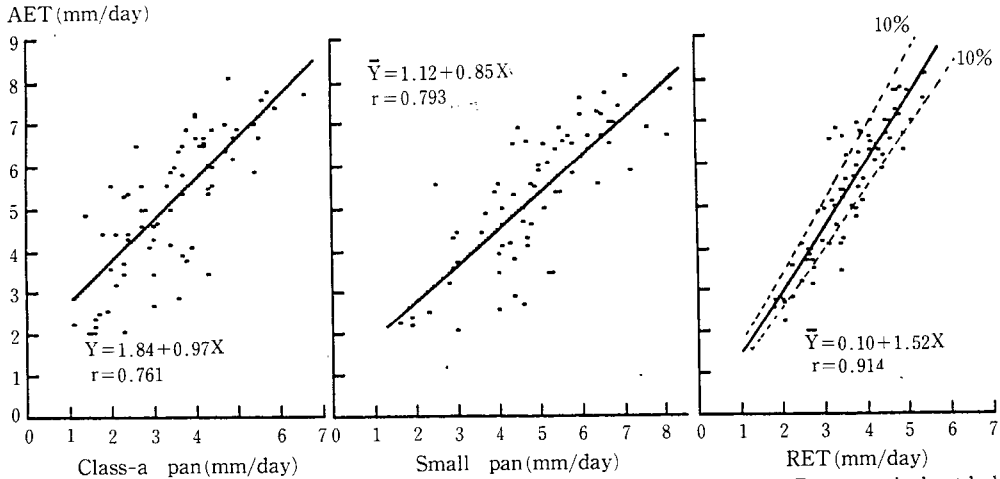 AET(mm/day)
9
8
7
6
5
4
3
2
1
0
Y=1.84+0.97X
r=0.761
0 1 2 3 4 6 7
Class-a pan(mm/day)
Ȳ=1.12+0.85X
r=0.793
0 1 2 3 4 5 6 7 8
Small pan(mm/day)
10%
10%
Ȳ=0.10+1.52X
r=0.914
0 1 2 3 4 5 6 7
RET(mm/day)